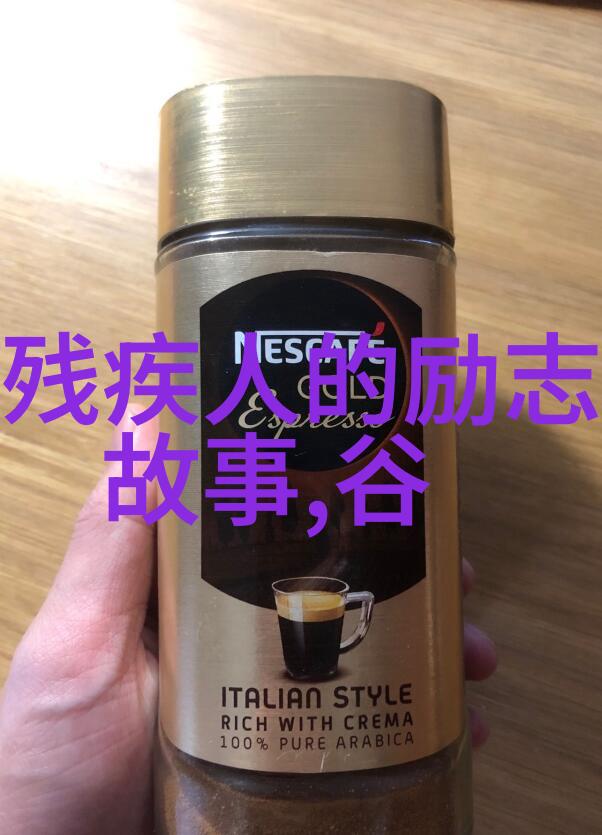 NESCAFÉ
GOLD
Espresso
残疾人的励志
故事,谷
ITALIAN STYLE
RICH WITH CREMA
100% PURE ARABICA